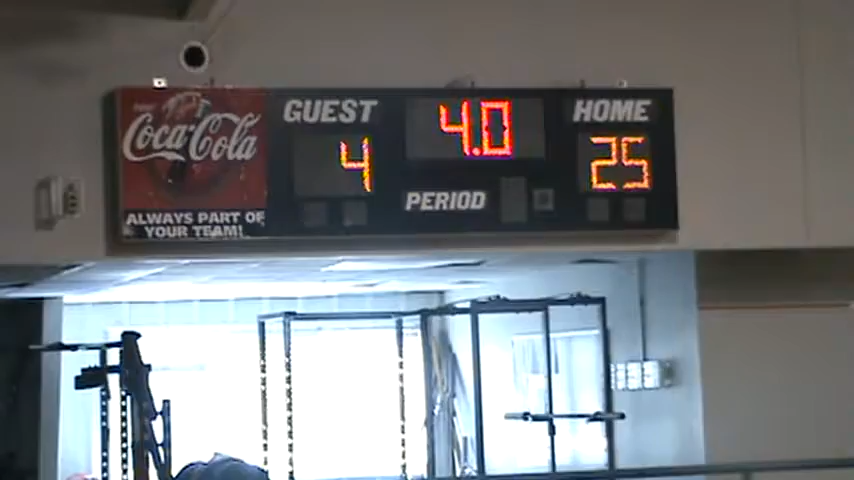 GUEST
4.0
HOME
Coca-Cola
4
25
PERIOD
ALWAYS PART OF
YOUR TEAM!